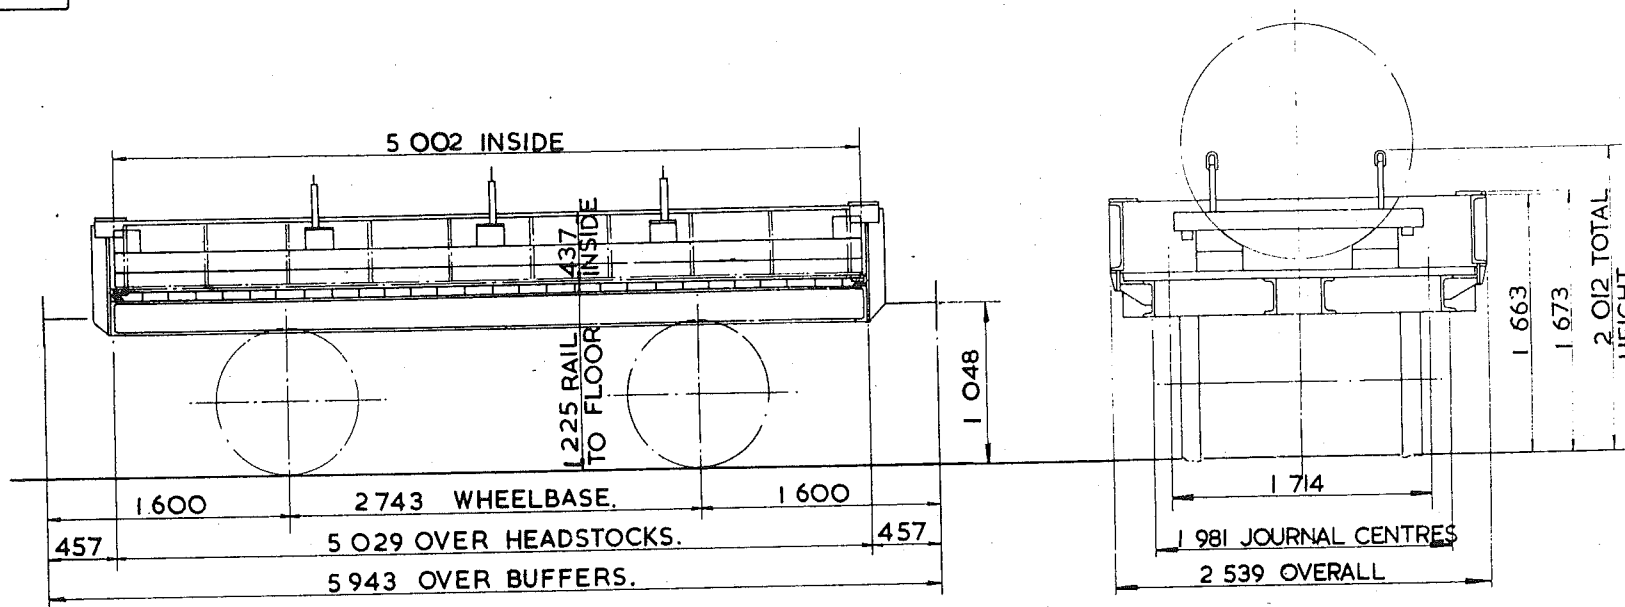 5 002 INSIDE
437 INSIDE
1 225 RAIL
TO FLOOR
1 048
1 600
2 743 WHEELBASE.
1 600
457
5 029 OVER HEADSTOCKS.
457
5 943 OVER BUFFERS.
1 663
1 673
2 012 TOTAL
HEIGHT
1 714
1 981 JOURNAL CENTRES
2 539 OVERALL